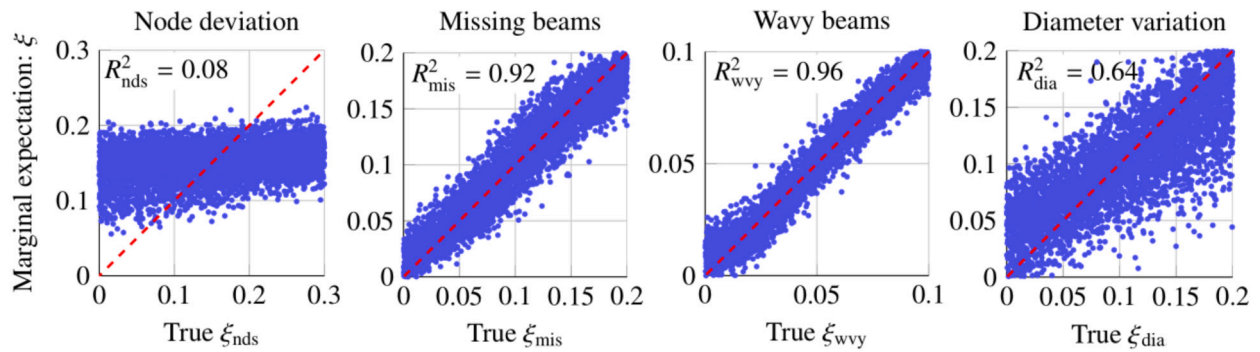 Node deviation
Missing beams
Wavy beams
Diameter variation
Marginal expectation: ξ
0.3
0.2
0.1
0
R²nds = 0.08
0
0.1
0.2
0.3
True ξnds
0.2
0.15
0.1
0.05
0
R²mis = 0.92
0
0.05
0.1
0.15
0.2
True ξmis
0.1
0.05
0
R²wvy = 0.96
0
0.05
0.1
True ξwvy
0.2
0.15
0.1
0.05
0
R²dia = 0.64
0
0.05
0.1
0.15
0.2
True ξdia